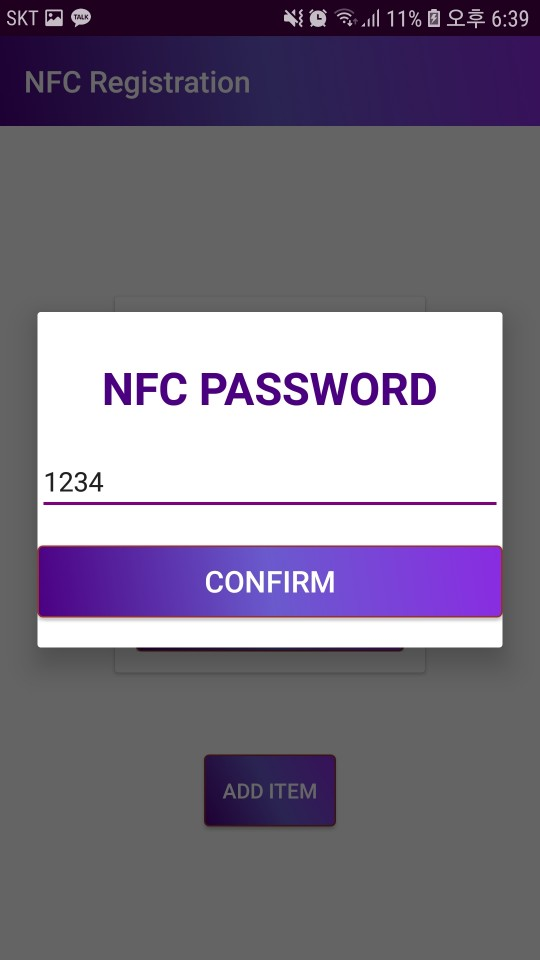 SKT TALK 11% 오후 6:39
NFC Registration
NFC PASSWORD
1234
CONFIRM
ADD ITEM